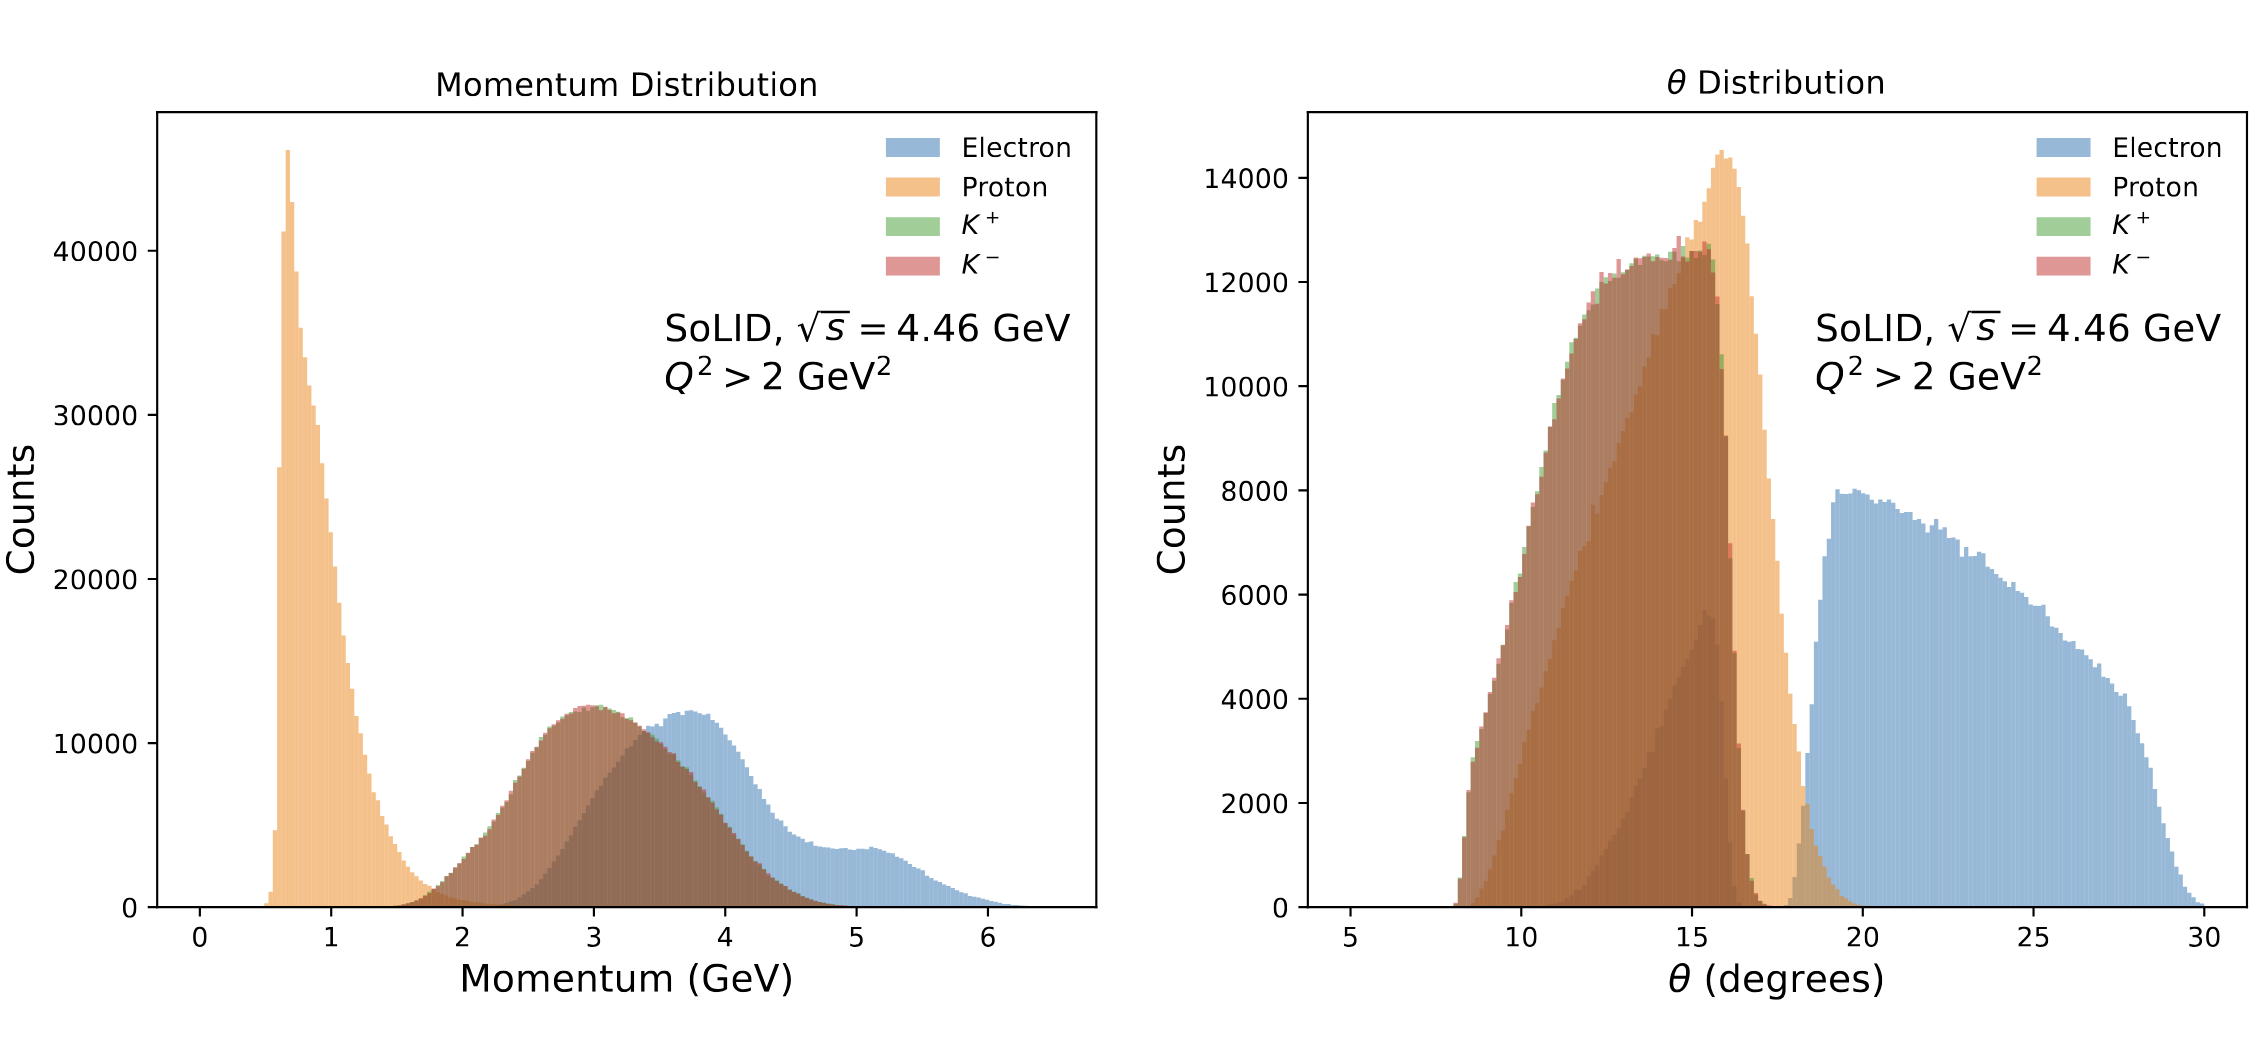 Momentum Distribution
Counts
40000
30000
20000
10000
0
0 1 2 3 4 5 6
Momentum (GeV)
Electron
Proton
K⁺
K⁻
SoLID, √s = 4.46 GeV
Q² > 2 GeV²
θ Distribution
Counts
14000
12000
10000
8000
6000
4000
2000
0
5 10 15 20 25 30
θ (degrees)
Electron
Proton
K⁺
K⁻
SoLID, √s = 4.46 GeV
Q² > 2 GeV²